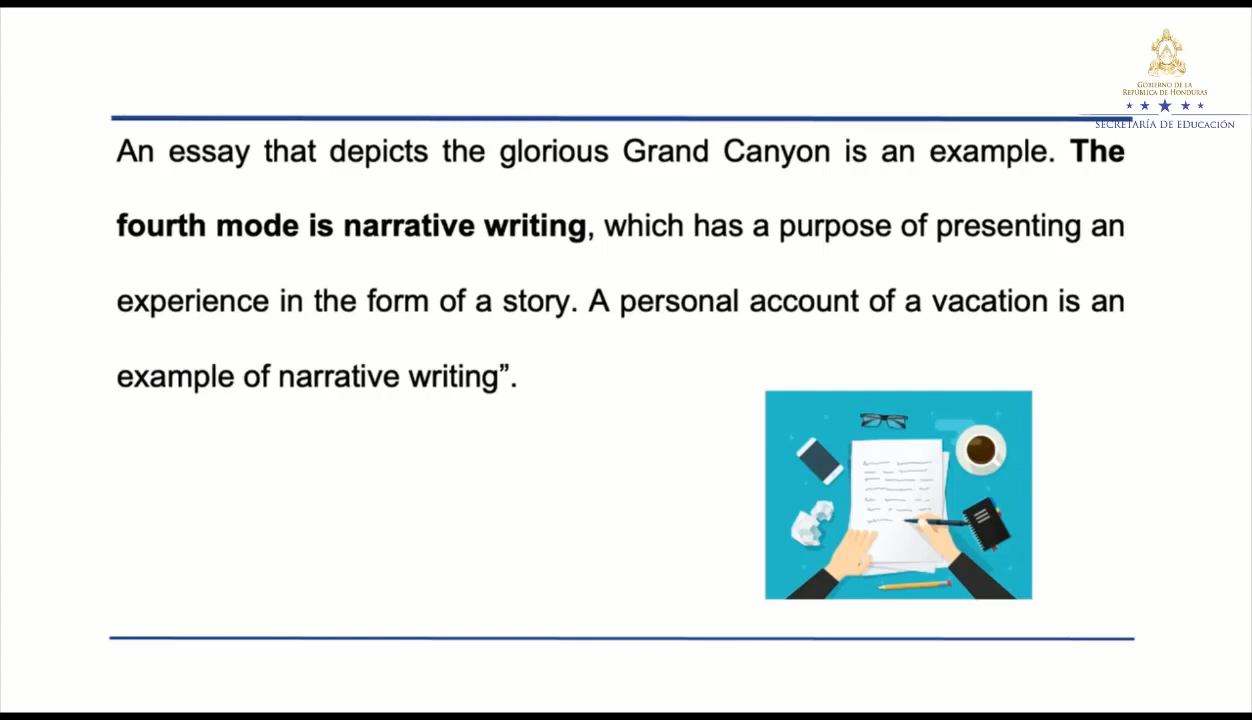 GOBIERNO DE LA
REPÚBLICA DE HONDURAS
SECRETARÍA DE EDUCACIÓN
An essay that depicts the glorious Grand Canyon is an example. The
fourth mode is narrative writing, which has a purpose of presenting an
experience in the form of a story. A personal account of a vacation is an
example of narrative writing”.